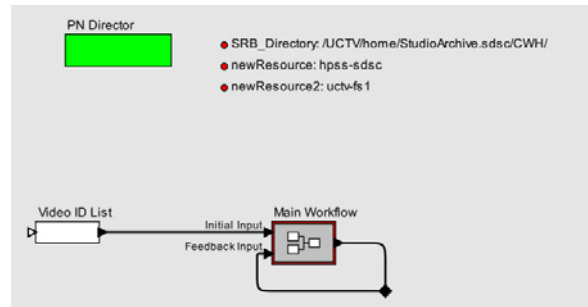 PN Director
SRB_Directory: /UCTV/home/StudioArchive.sdsc/CWH/
newResource: hpss-sdsc
newResource2: uctv-fs1
Video ID List
Initial Input
Main Workflow
Feedback Input